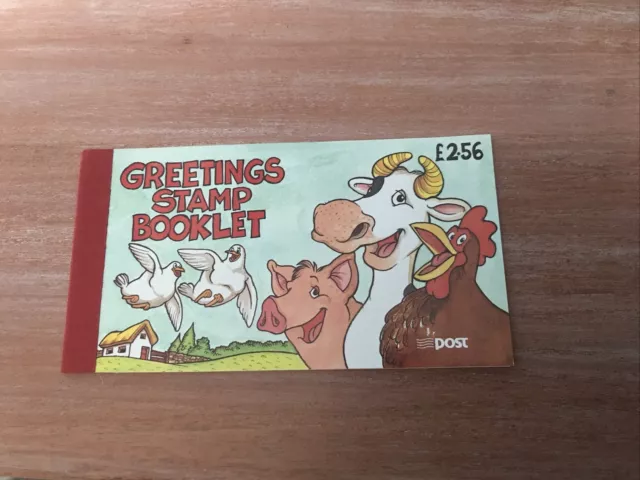 GREETINGS
STAMP
BOOKLET
£2.56
POST